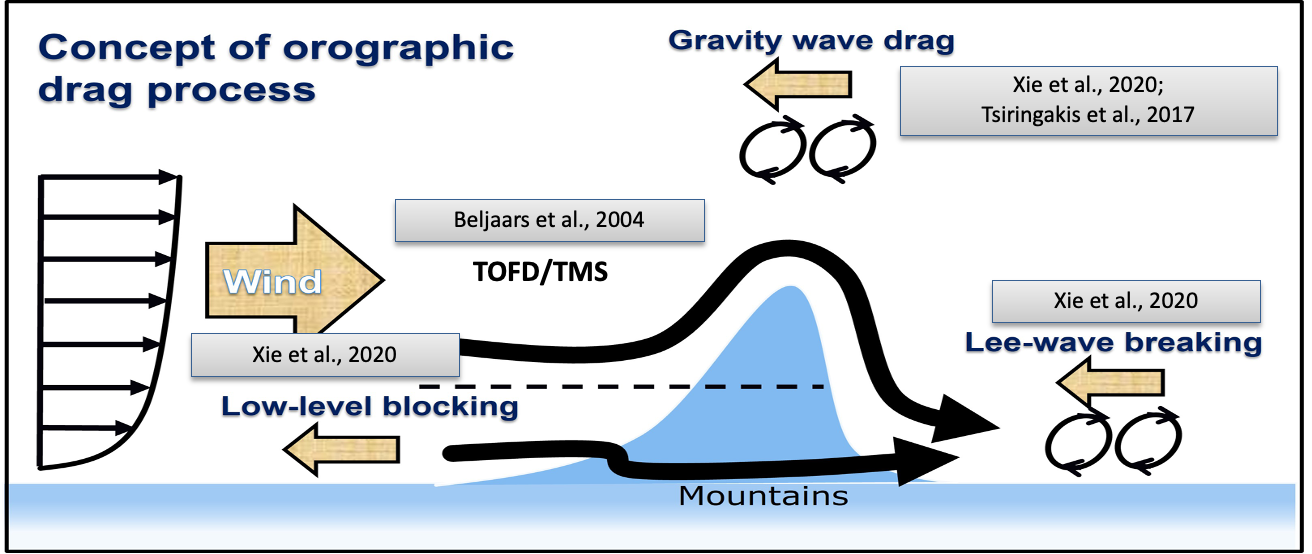 Concept of orographic
drag process
Gravity wave drag
Xie et al., 2020;
Tsiringakis et al., 2017
Beljaars et al., 2004
TOFD/TMS
Wind
Xie et al., 2020
Low-level blocking
Xie et al., 2020
Lee-wave breaking
Mountains